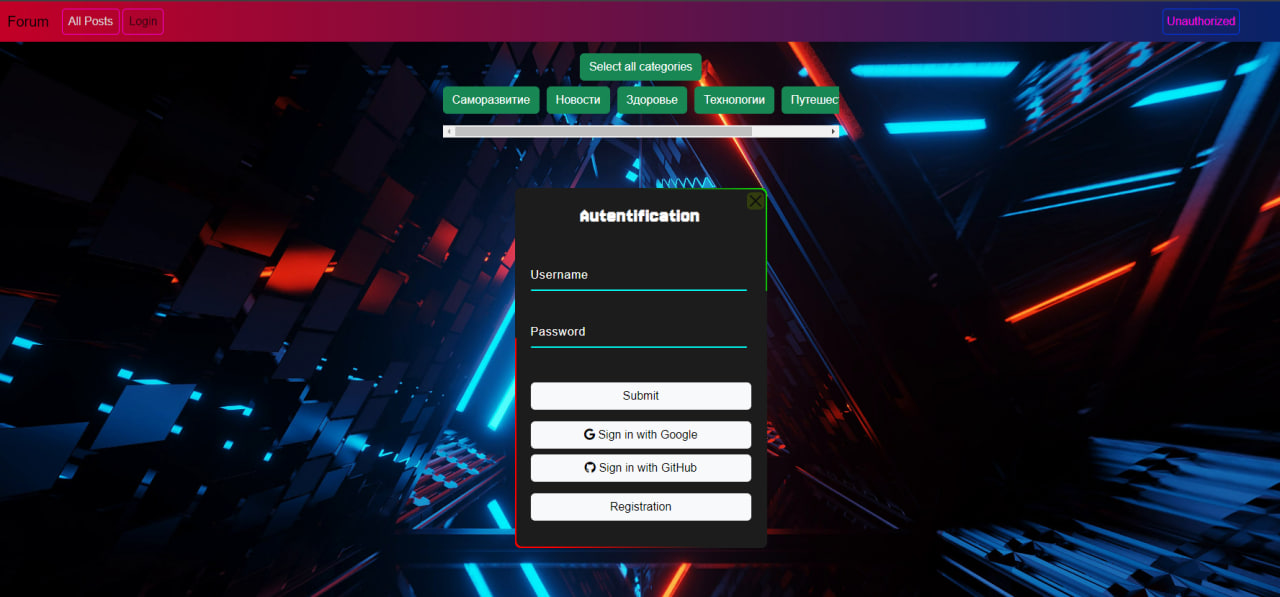 Forum All Posts Login Unauthorized
Select all categories
Саморазвитие Новости Здоровье Технологии Путешес
Autentification
Username
Password
Submit
Sign in with Google
Sign in with GitHub
Registration